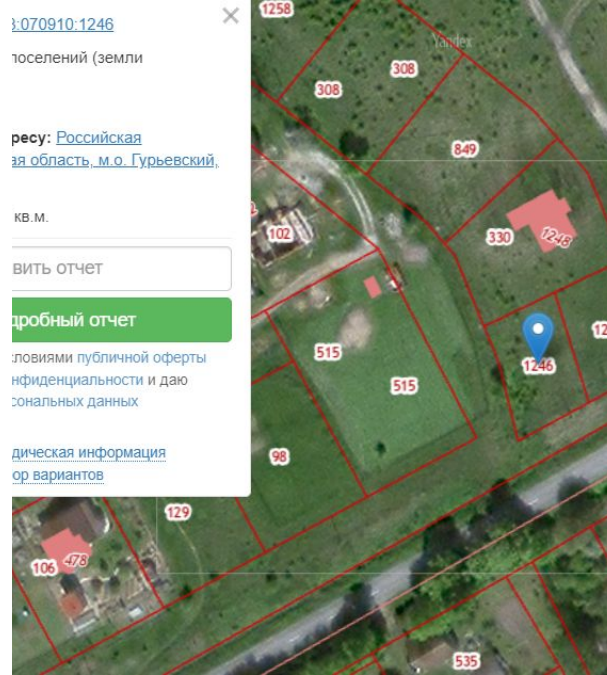 3:070910:1246
поселений (земли
ресу: Российская
ая область, м.о. Гурьевский,
кв.м.
вить отчет
дробный отчет
словиями публичной оферты
нфиденциальности и даю
сональных данных
дическая информация
ор вариантов
1258
Yandex
308
308
849
102
330
1248
515
515
1246
12
98
129
106
478
535